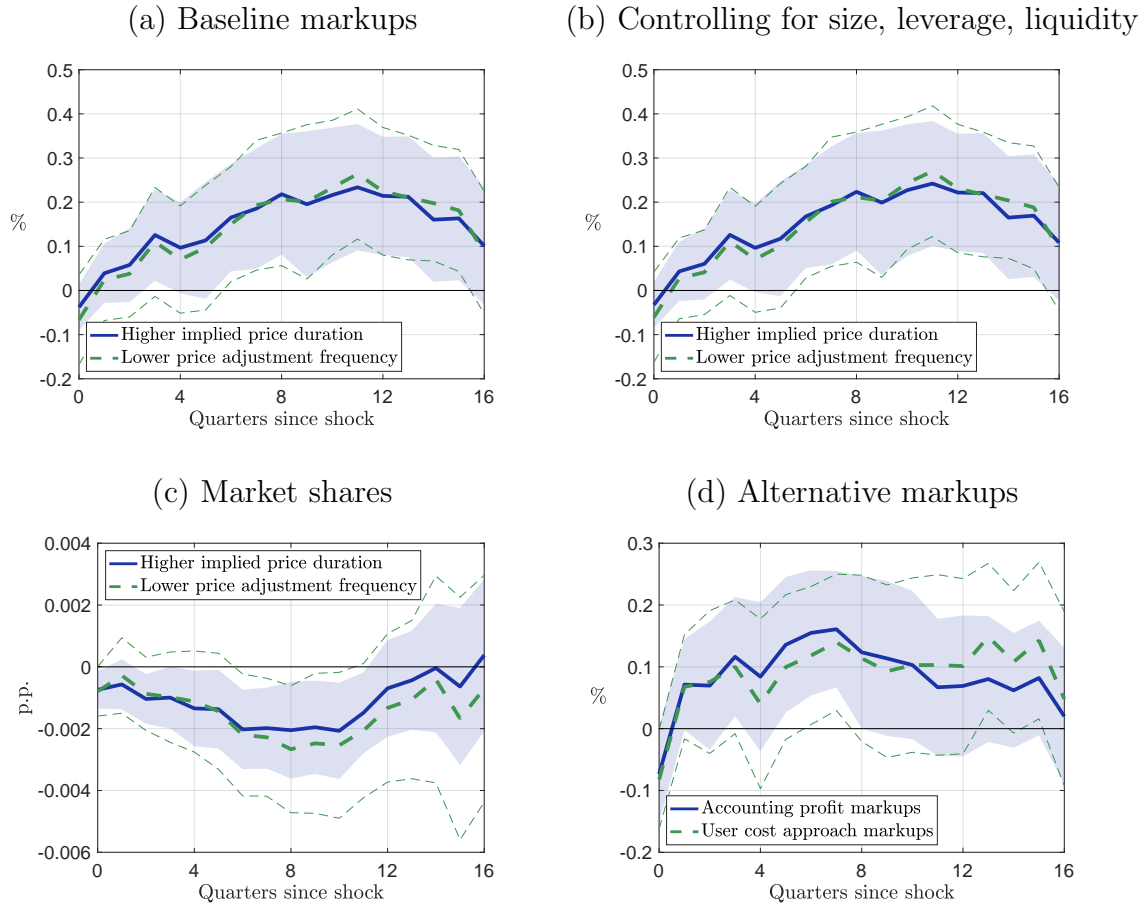 (a) Baseline markups
0.5
0.4
0.3
0.2
0.1
0
-0.1
-0.2
%
Higher implied price duration
Lower price adjustment frequency
0 4 8 12 16
Quarters since shock
(b) Controlling for size, leverage, liquidity
0.5
0.4
0.3
0.2
0.1
0
-0.1
-0.2
%
Higher implied price duration
Lower price adjustment frequency
0 4 8 12 16
Quarters since shock
(c) Market shares
0.004
0.002
0
-0.002
-0.004
-0.006
p.p.
Higher implied price duration
Lower price adjustment frequency
0 4 8 12 16
Quarters since shock
(d) Alternative markups
0.3
0.2
0.1
0
-0.1
-0.2
%
Accounting profit markups
User cost approach markups
0 4 8 12 16
Quarters since shock